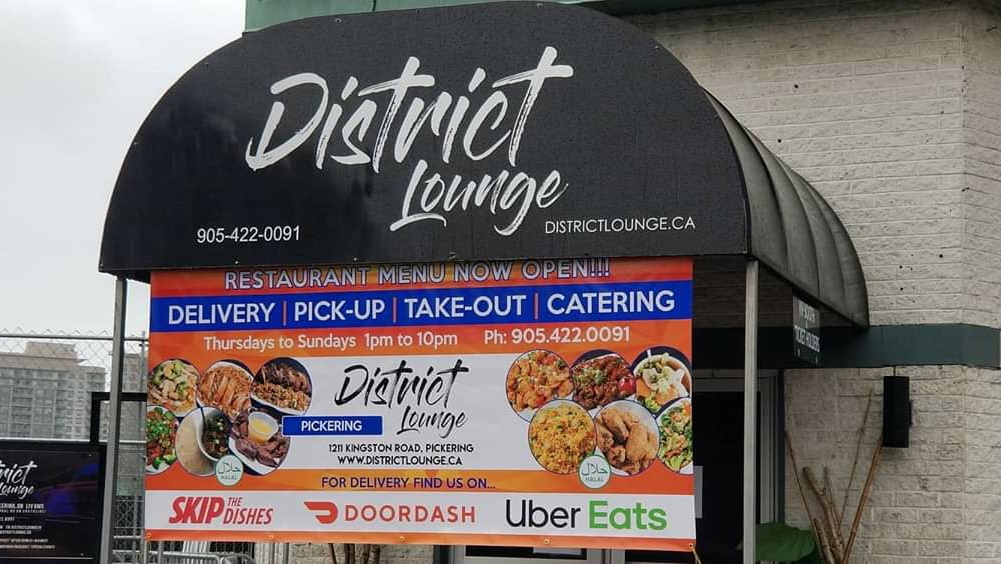 District
Lounge
905-422-0091
DISTRICTLOUNGE.CA
RESTAURANT MENU NOW OPEN!!!
DELIVERY | PICK-UP | TAKE-OUT | CATERING
Thursdays to Sundays 1pm to 10pm Ph: 905.422.0091
District
Lounge
PICKERING
1211 KINGSTON ROAD, PICKERING
WWW.DISTRICTLOUNGE.CA
حلال
HALAL
حلال
HALAL
FOR DELIVERY FIND US ON...
SKIP THE DISHES
DOORDASH
Uber Eats
TICKET HOLDERS